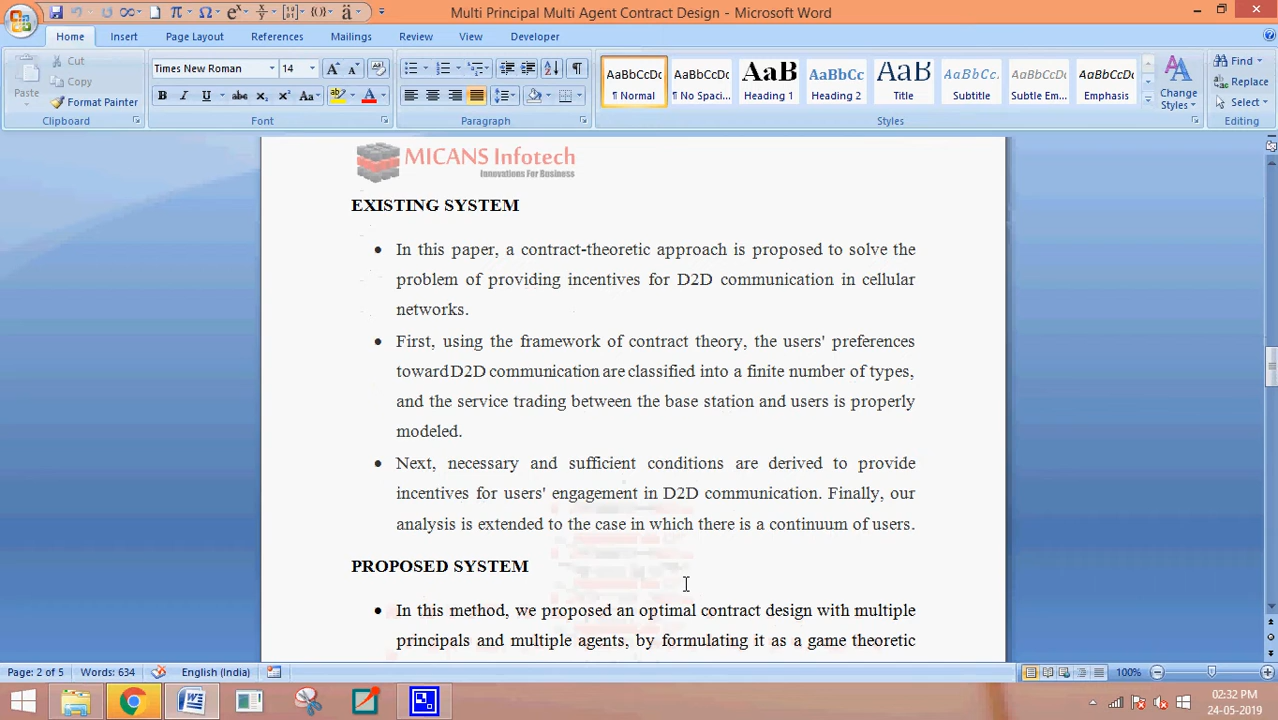 Multi Principal Multi Agent Contract Design - Microsoft Word
Home Insert Page Layout References Mailings Review View Developer
Cut
Copy
Format Painter
Paste
Clipboard
Times New Roman 14
Font
Paragraph
AaBbCcDc AaBbCcDc AaB AaBbCc AaB AaBbCc. AaBbCcDc AaBbCcDc
¶ Normal ¶ No Spaci... Heading 1 Heading 2 Title Subtitle Subtle Em... Emphasis
Styles
Change
Styles
Find
Replace
Select
Editing
MICANS Infotech
Innovations For Business
EXISTING SYSTEM
• In this paper, a contract-theoretic approach is proposed to solve the
problem of providing incentives for D2D communication in cellular
networks.
• First, using the framework of contract theory, the users' preferences
toward D2D communication are classified into a finite number of types,
and the service trading between the base station and users is properly
modeled.
• Next, necessary and sufficient conditions are derived to provide
incentives for users' engagement in D2D communication. Finally, our
analysis is extended to the case in which there is a continuum of users.
PROPOSED SYSTEM
• In this method, we proposed an optimal contract design with multiple
principals and multiple agents, by formulating it as a game theoretic
Page: 2 of 5 Words: 634 English (India) 100%
02:32 PM
24-05-2019